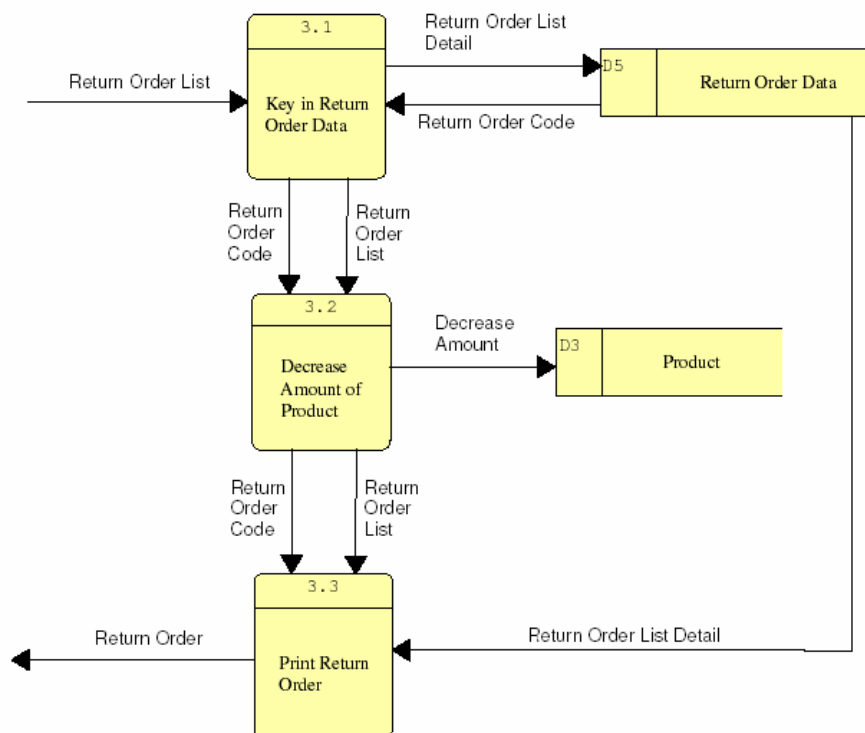 3.1
Return Order List
Detail
D5
Return Order Data
Return Order List
Key in Return
Order Data
Return Order Code
Return
Order
Code
Return
Order
List
3.2
Decrease
Amount
D3
Product
Decrease
Amount of
Product
Return
Order
Code
Return
Order
List
3.3
Return Order
Return Order List Detail
Print Return
Order